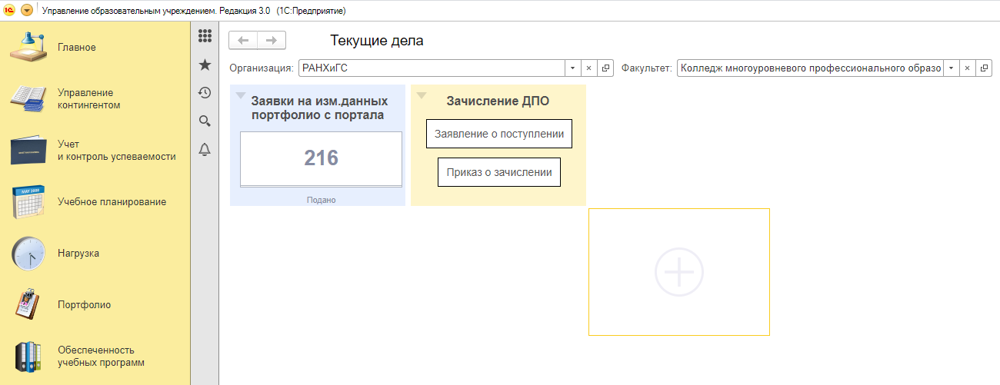 Управление образовательным учреждением. Редакция 3.0 (1С:Предприятие)
Главное
Управление
контингентом
Учет
и контроль успеваемости
MAY 2004
Учебное планирование
Нагрузка
Портфолио
Обеспеченность
учебных программ
Текущие дела
Организация: РАНХиГС Факультет: Колледж многоуровневого профессионального образо
Заявки на изм.данных
портфолио с портала
216
Подано
Зачисление ДПО
Заявление о поступлении
Приказ о зачислении